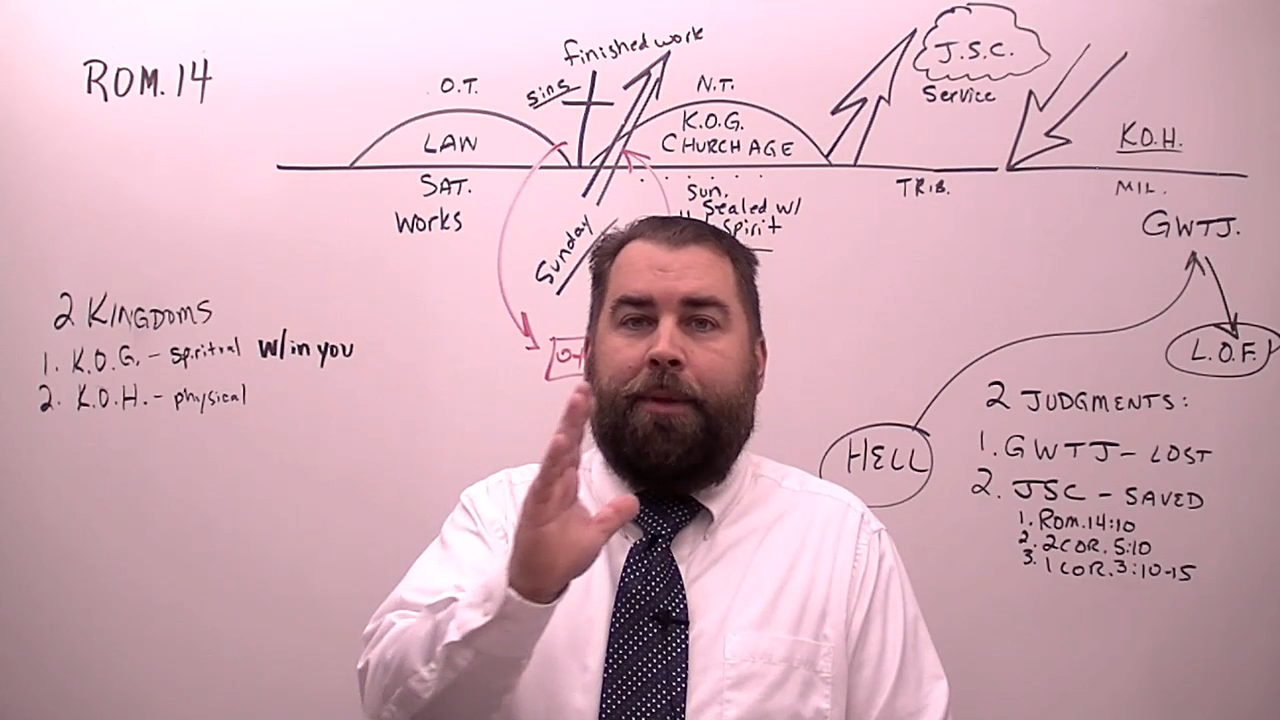 ROM. 14
O.T.
LAW
SAT.
WORKS
sins
finished work
Sunday
N.T.
K.O.G.
CHURCH AGE
Sun.
Sealed w/
Spirit
J.S.C.
Service
TRIB.
K.O.H.
MIL.
GWTJ.
L.O.F.
HELL
2 KINGDOMS
1. K.O.G. - spiritual w/in you
2. K.O.H. - physical
2 JUDGMENTS:
1. GWTJ - LOST
2. JSC - SAVED
1. ROM. 14:10
2. 2 COR. 5:10
3. 1 COR. 3:10-15